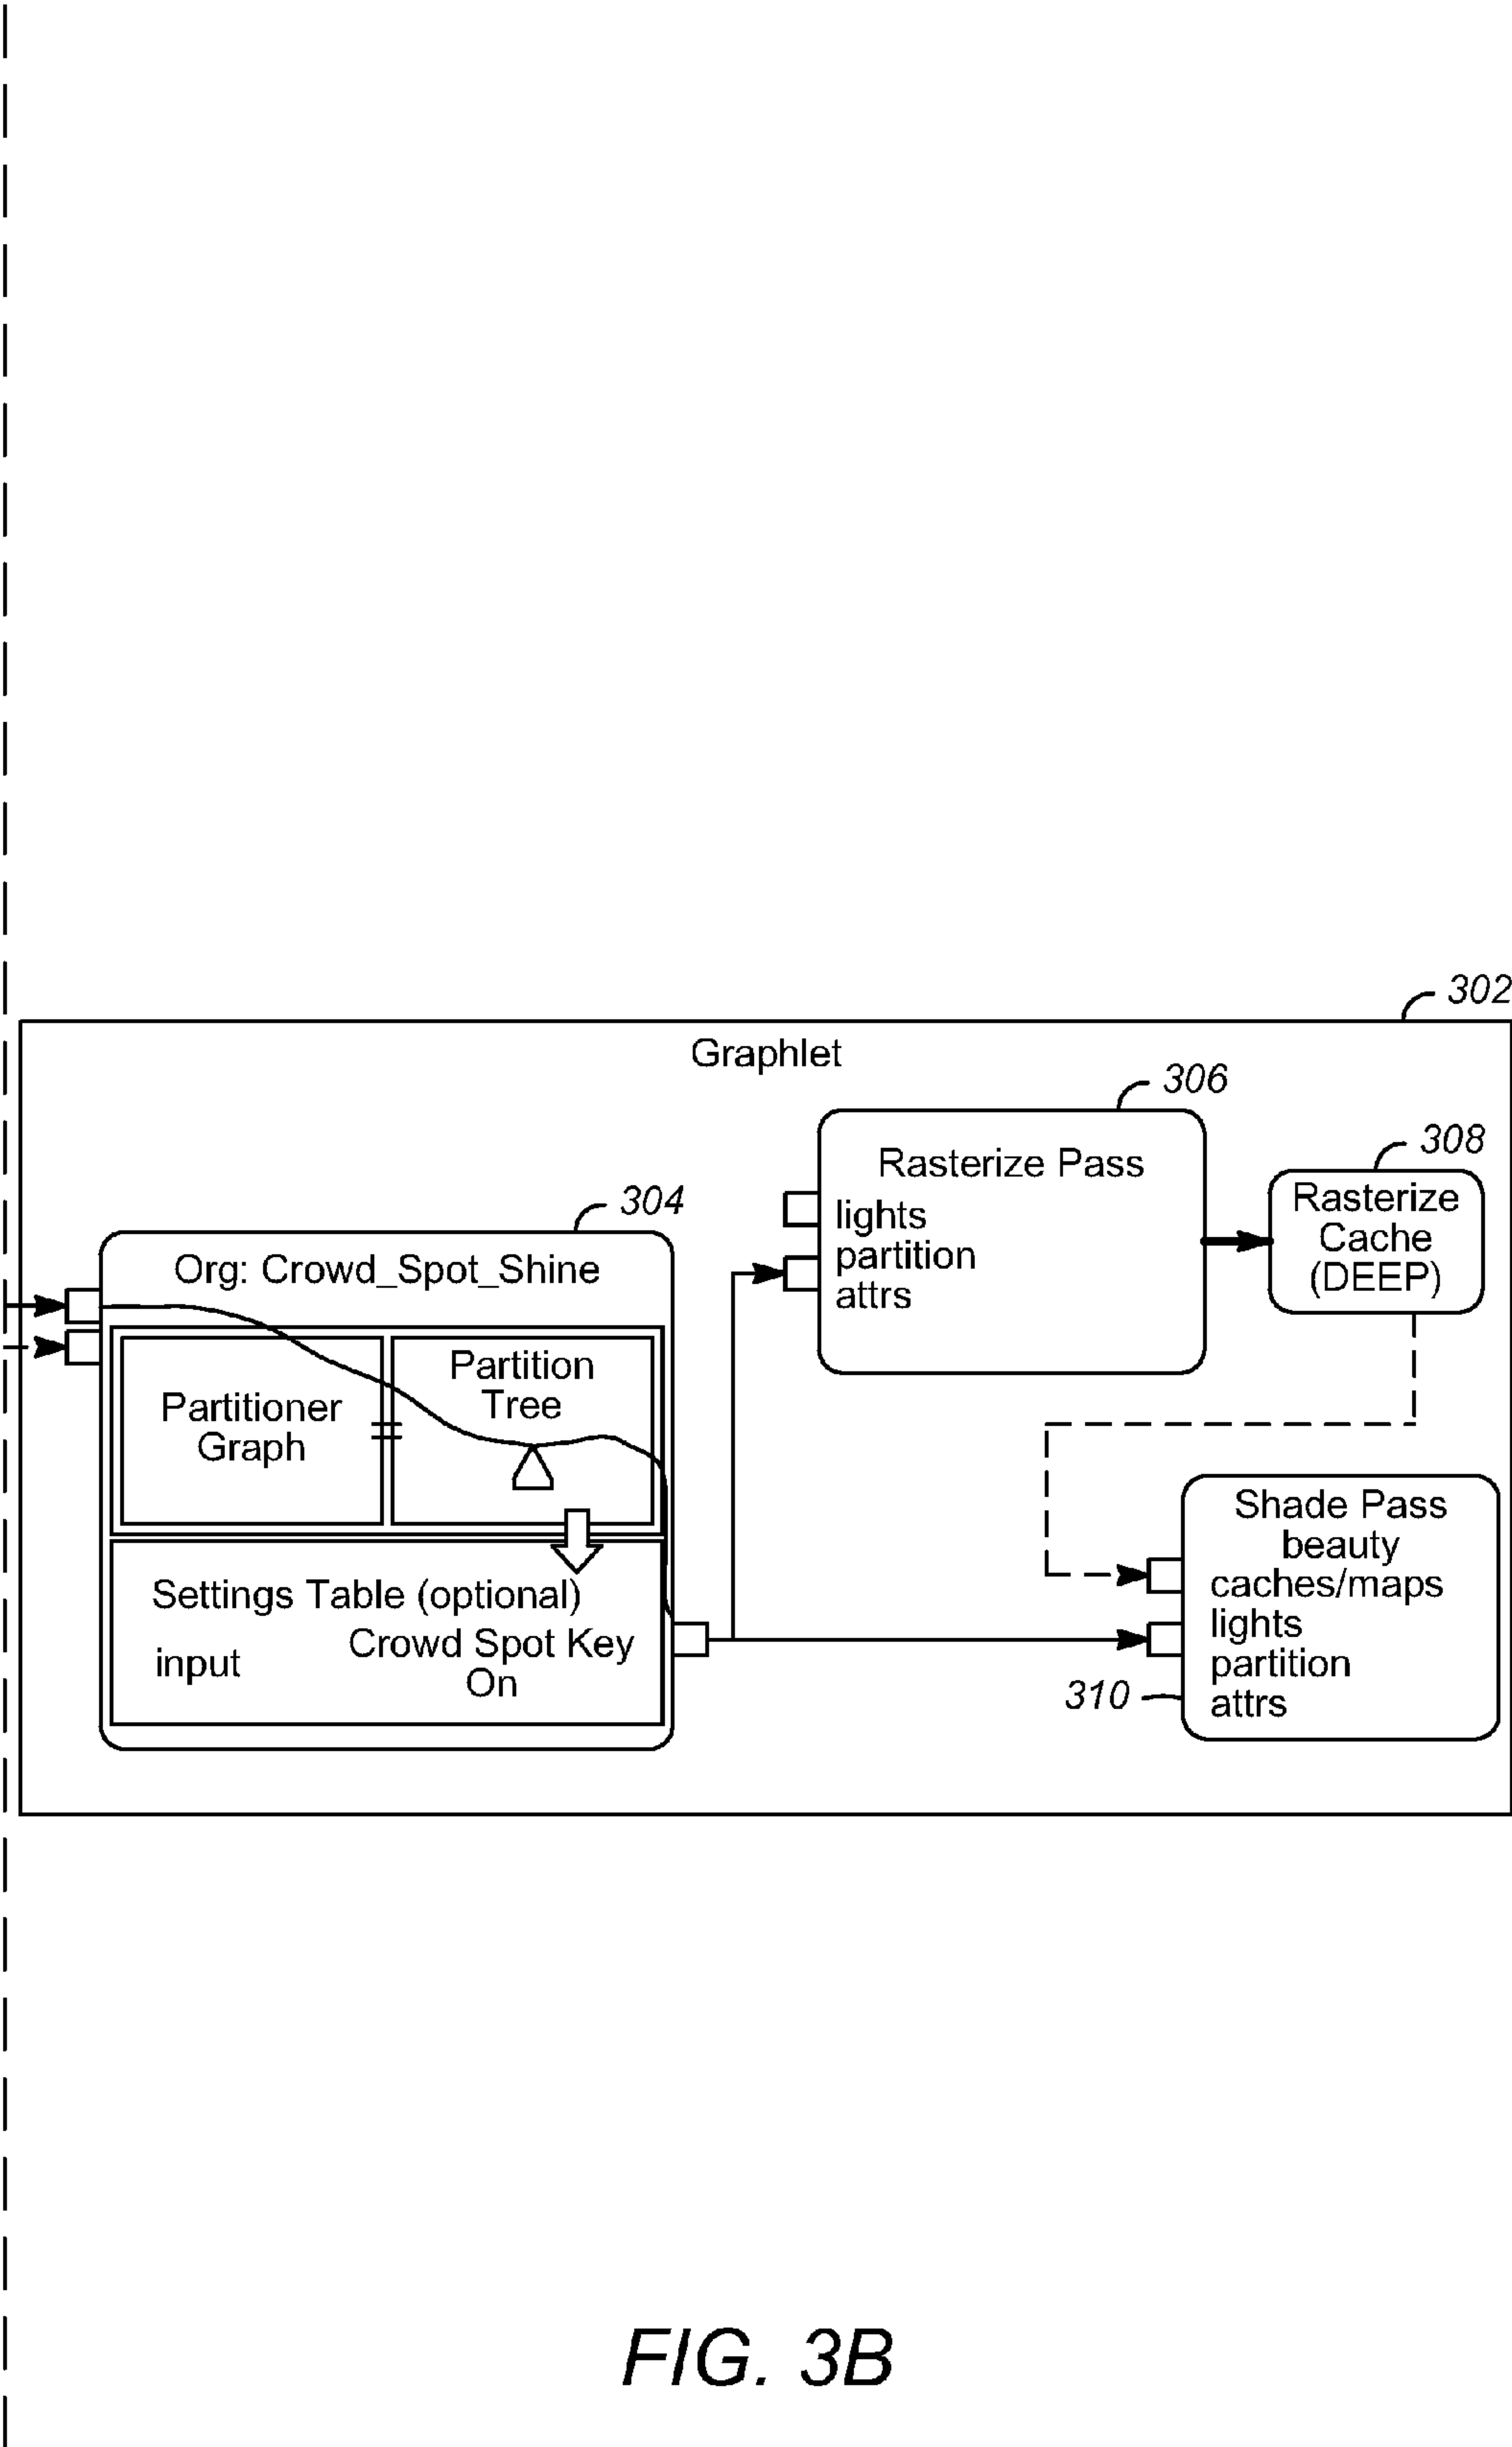 302
Graphlet
306
Rasterize Pass
lights
partition
attrs
308
Rasterize
Cache
(DEEP)
304
Org: Crowd_Spot_Shine
Partitioner
Graph
Partition
Tree
Settings Table (optional)
input
Crowd Spot Key
On
Shade Pass
beauty
caches/maps
lights
partition
attrs
310
FIG. 3B